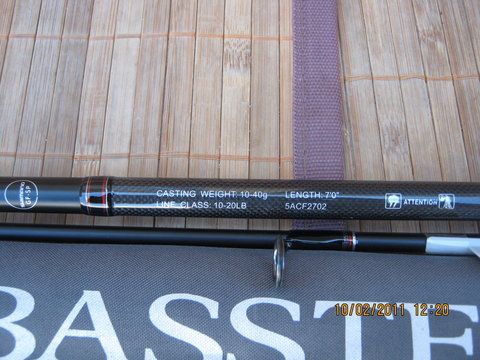 CASTING WEIGHT: 10-40g LENGTH: 7'0"
LINE CLASS: 10-20LB 5ACF2702
ATTENTION
BASSTE
10/02/2011 12:20